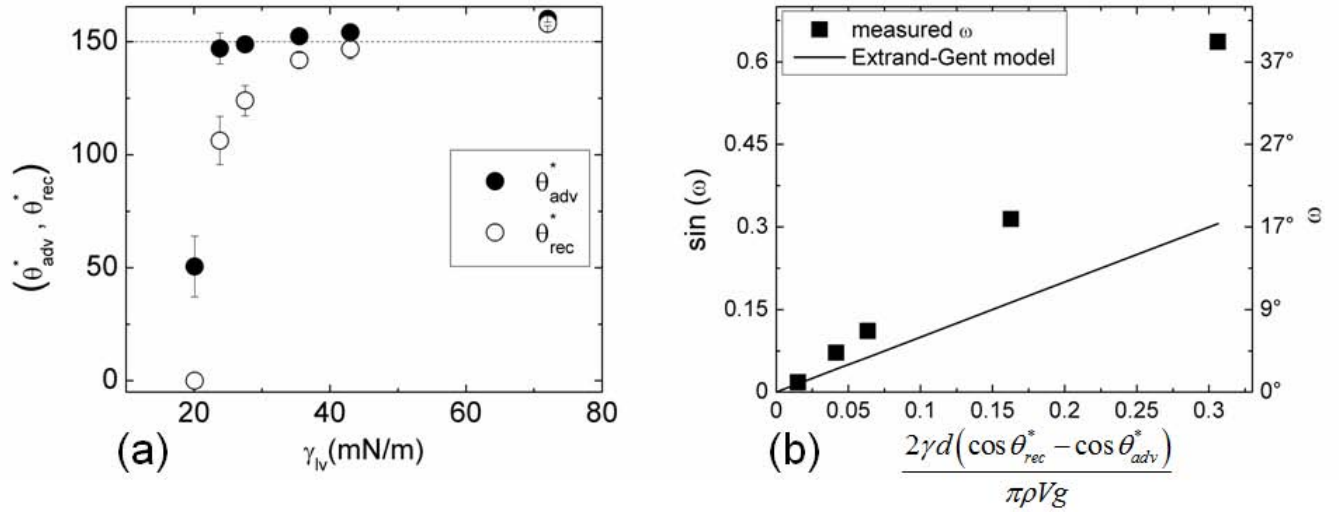 150
100
50
0
20
40
60
80
(θ*adv , θ*rec)
θ*adv
θ*rec
(a)
γlv(mN/m)
measured ω
Extrand-Gent model
0.6
0.45
0.3
0.15
0
37°
27°
17°
9°
0°
sin (ω)
ω
0
0.05
0.1
0.15
0.2
0.25
0.3
(b)
2γd(cosθ*rec − cosθ*adv)
πρVg